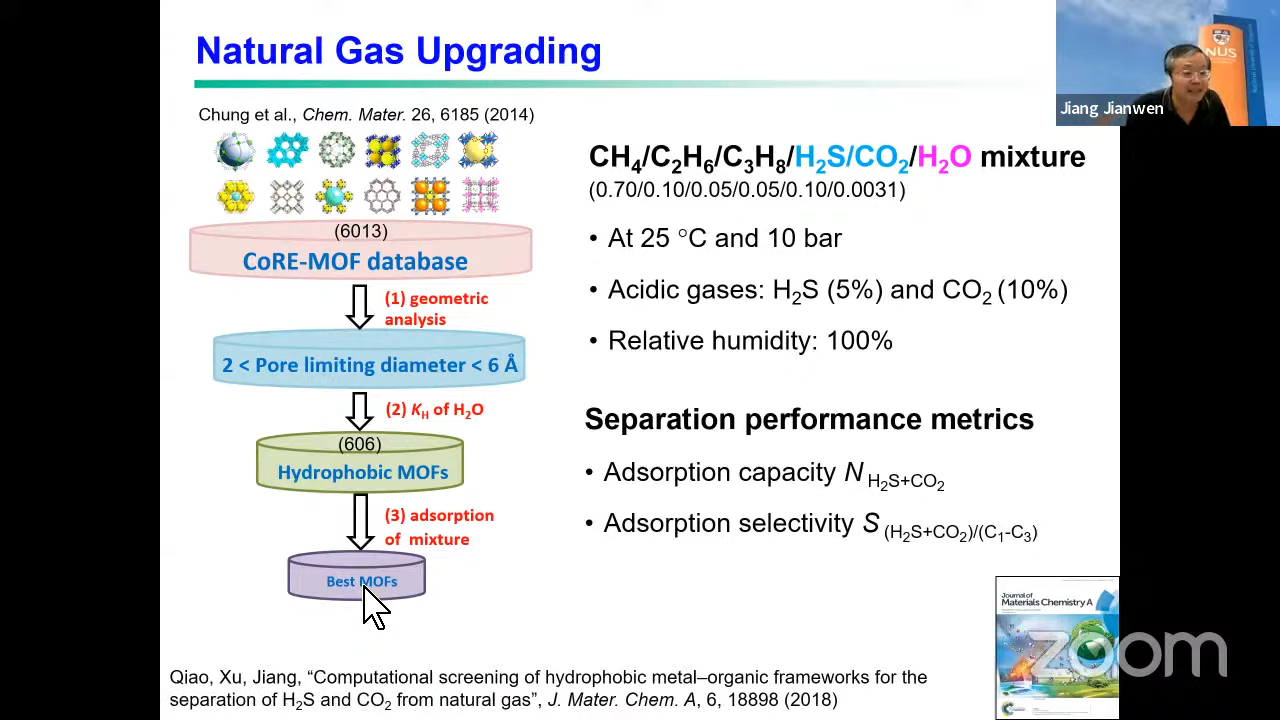 Natural Gas Upgrading
NUS
Jiang Jianwen
Chung et al., Chem. Mater. 26, 6185 (2014)
(6013)
CoRE-MOF database
(1) geometric
analysis
2 < Pore limiting diameter < 6 Å
(2) K_H of H₂O
(606)
Hydrophobic MOFs
(3) adsorption
of mixture
Best MOFs
CH₄/C₂H₆/C₃H₈/H₂S/CO₂/H₂O mixture
(0.70/0.10/0.05/0.05/0.10/0.0031)
• At 25 °C and 10 bar
• Acidic gases: H₂S (5%) and CO₂ (10%)
• Relative humidity: 100%
Separation performance metrics
• Adsorption capacity N H₂S+CO₂
• Adsorption selectivity S (H₂S+CO₂)/(C₁-C₃)
Journal of
Materials Chemistry A
zoom
Qiao, Xu, Jiang, “Computational screening of hydrophobic metal–organic frameworks for the
separation of H₂S and CO₂ from natural gas”, J. Mater. Chem. A, 6, 18898 (2018)